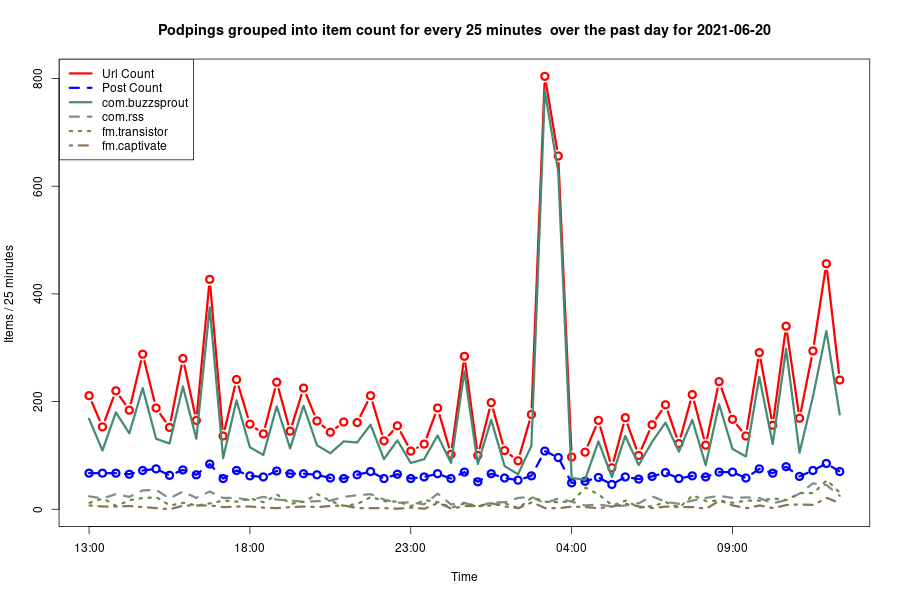 Podpings grouped into item count for every 25 minutes  over the past day for 2021-06-20
Url Count
Post Count
com.buzzsprout
com.rss
fm.transistor
fm.captivate
Items / 25 minutes
800
600
400
200
0
13:00
18:00
23:00
04:00
09:00
Time